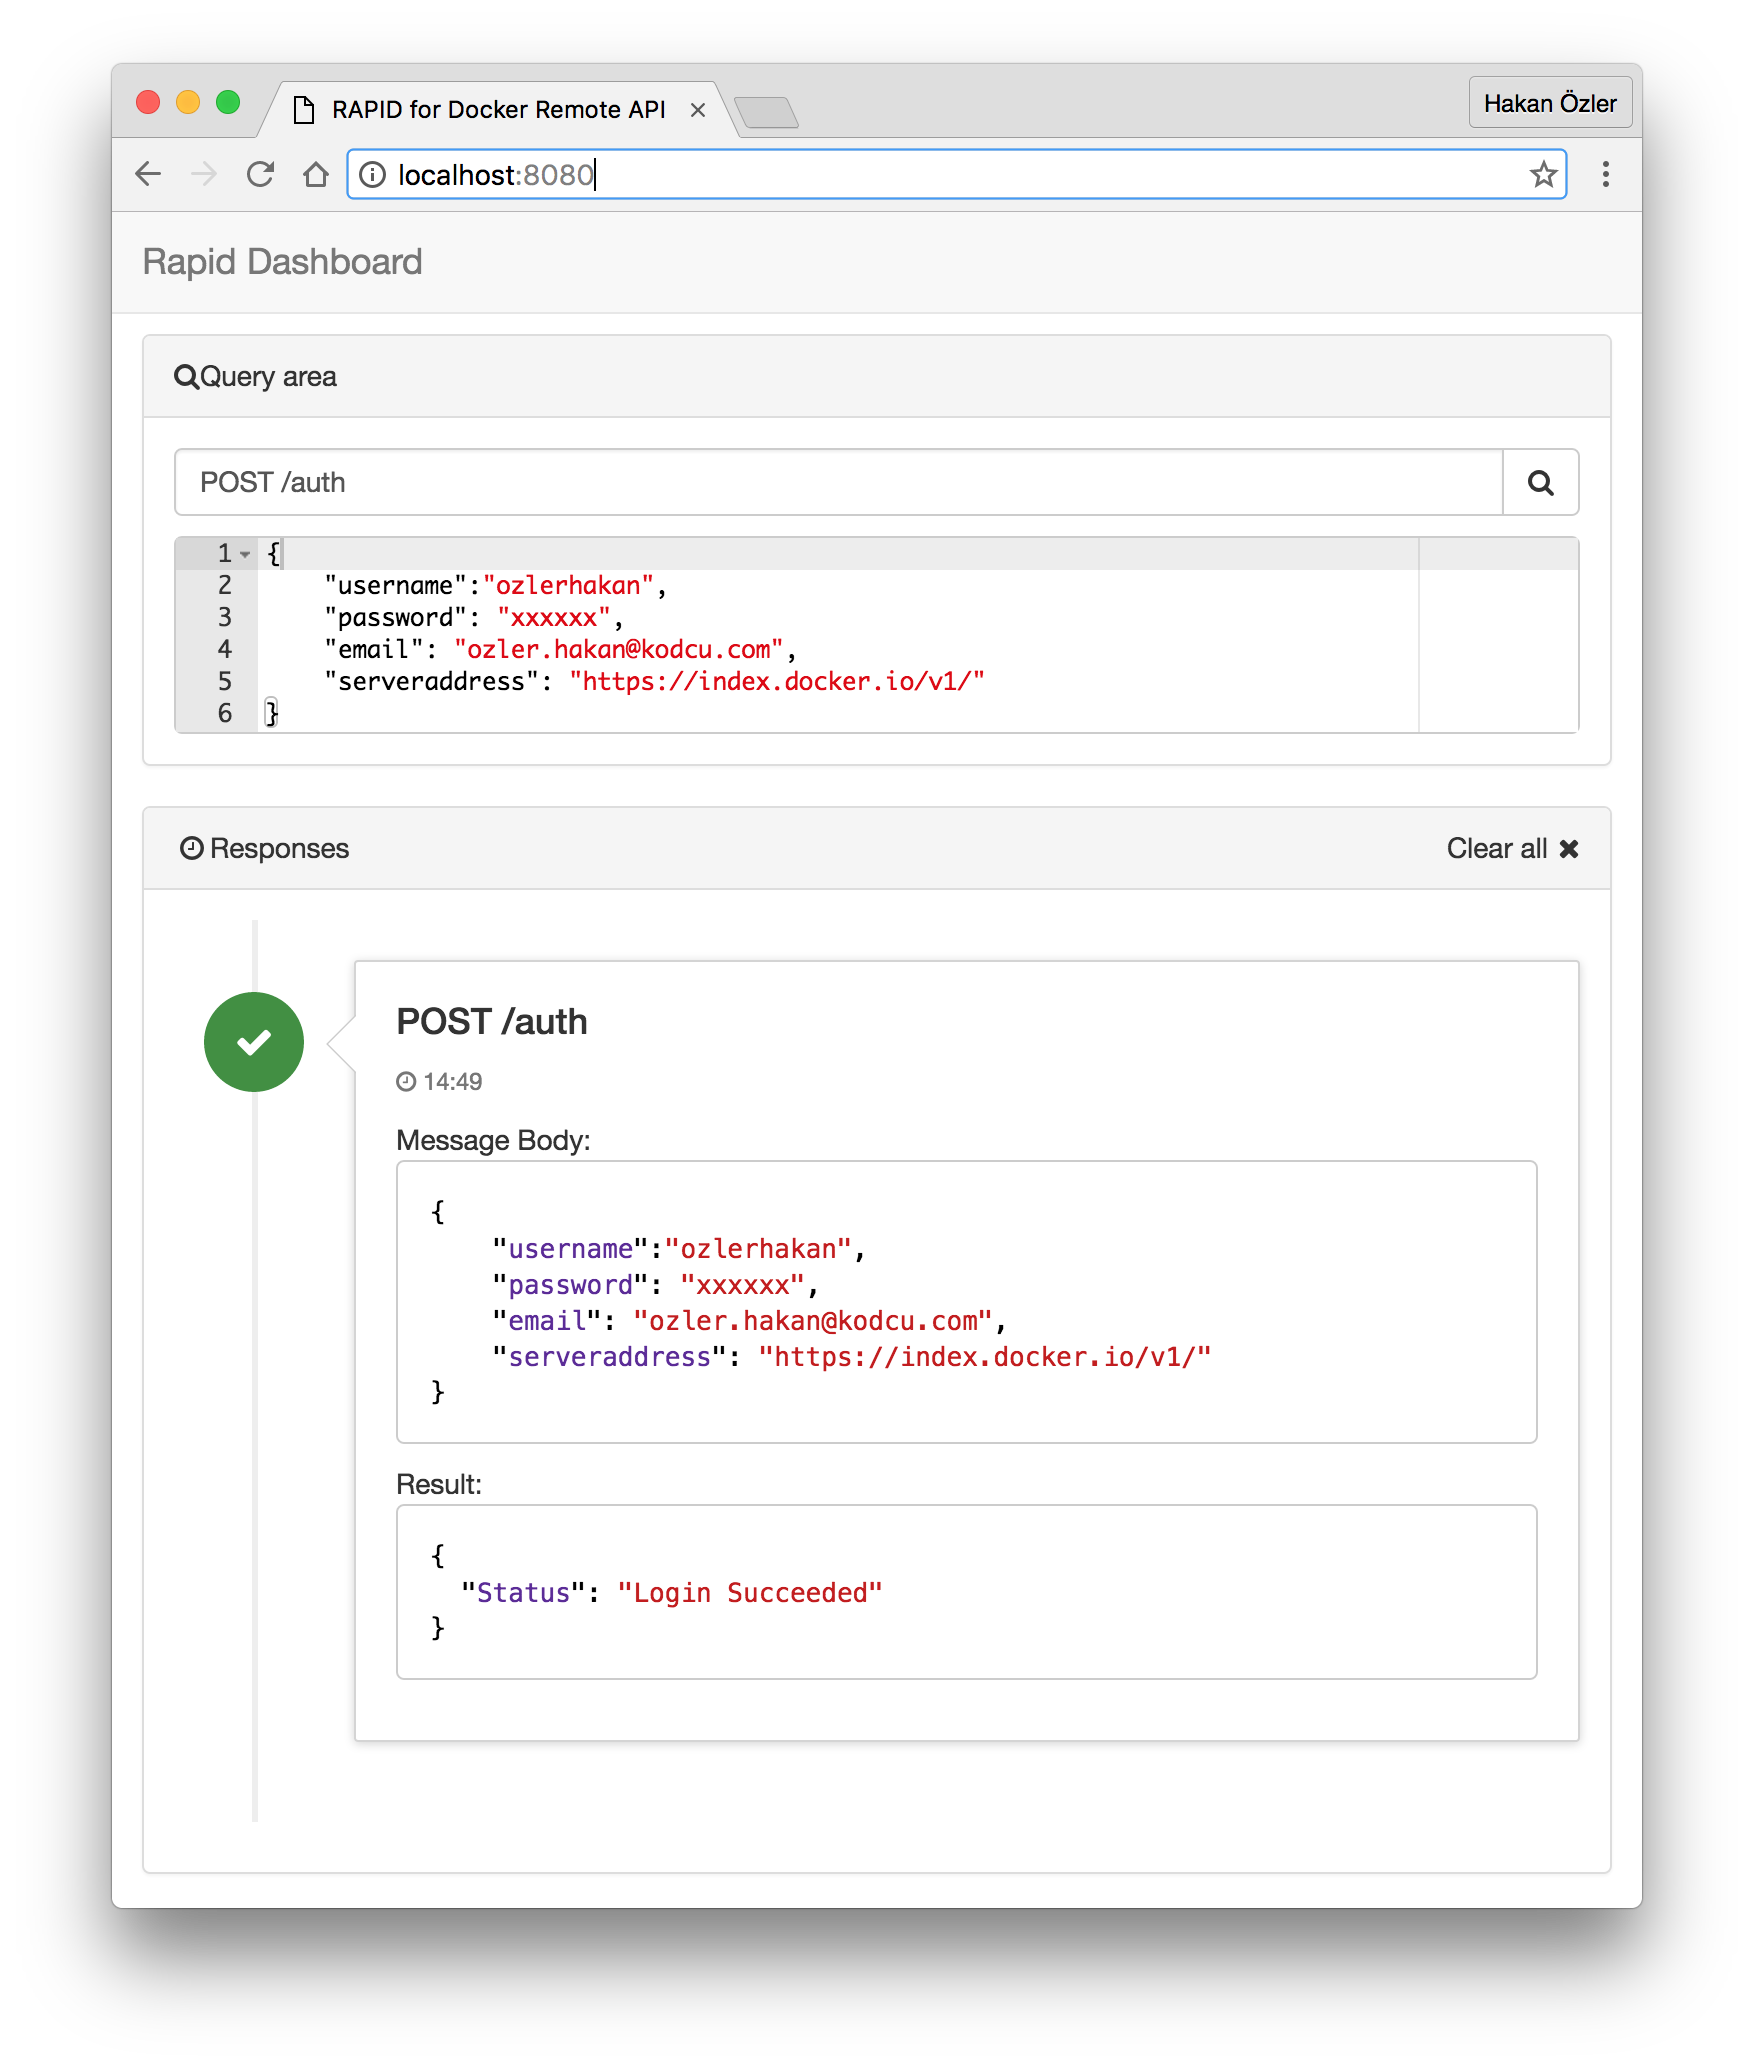 RAPID for Docker Remote API
Hakan Özler
localhost:8080
Rapid Dashboard
Query area
POST /auth
1 {
2     "username":"ozlerhakan",
3     "password": "xxxxxx",
4     "email": "ozler.hakan@kodcu.com",
5     "serveraddress": "https://index.docker.io/v1/"
6 }
Responses
Clear all
POST /auth
14:49
Message Body:
{
    "username":"ozlerhakan",
    "password": "xxxxxx",
    "email": "ozler.hakan@kodcu.com",
    "serveraddress": "https://index.docker.io/v1/"
}
Result:
{
  "Status": "Login Succeeded"
}